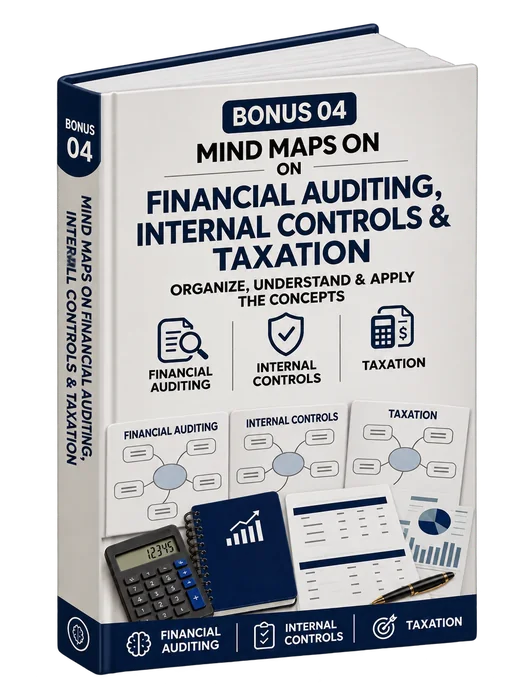 BONUS 04
MIND MAPS ON
ON
FINANCIAL AUDITING,
INTERNAL CONTROLS &
TAXATION
ORGANIZE, UNDERSTAND & APPLY
THE CONCEPTS
FINANCIAL
AUDITING
INTERNAL
CONTROLS
TAXATION
FINANCIAL AUDITING
INTERNAL CONTROLS
TAXATION
12345
FINANCIAL
AUDITING
INTERNAL
CONTROLS
TAXATION
BONUS
04
MIND MAPS ON FINANCIAL AUDITING,
CONTROLS & TAXATION